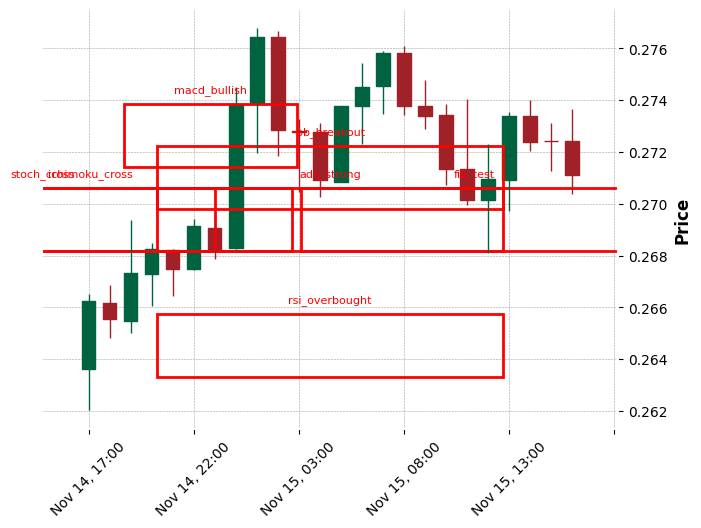 macd_bullish
bb_breakout
stoch_cross
ichimoku_cross
adx_strong
fib_test
rsi_overbought
0.276
0.274
0.272
0.270
0.268
0.266
0.264
0.262
Price
Nov 14, 17:00
Nov 14, 22:00
Nov 15, 03:00
Nov 15, 08:00
Nov 15, 13:00